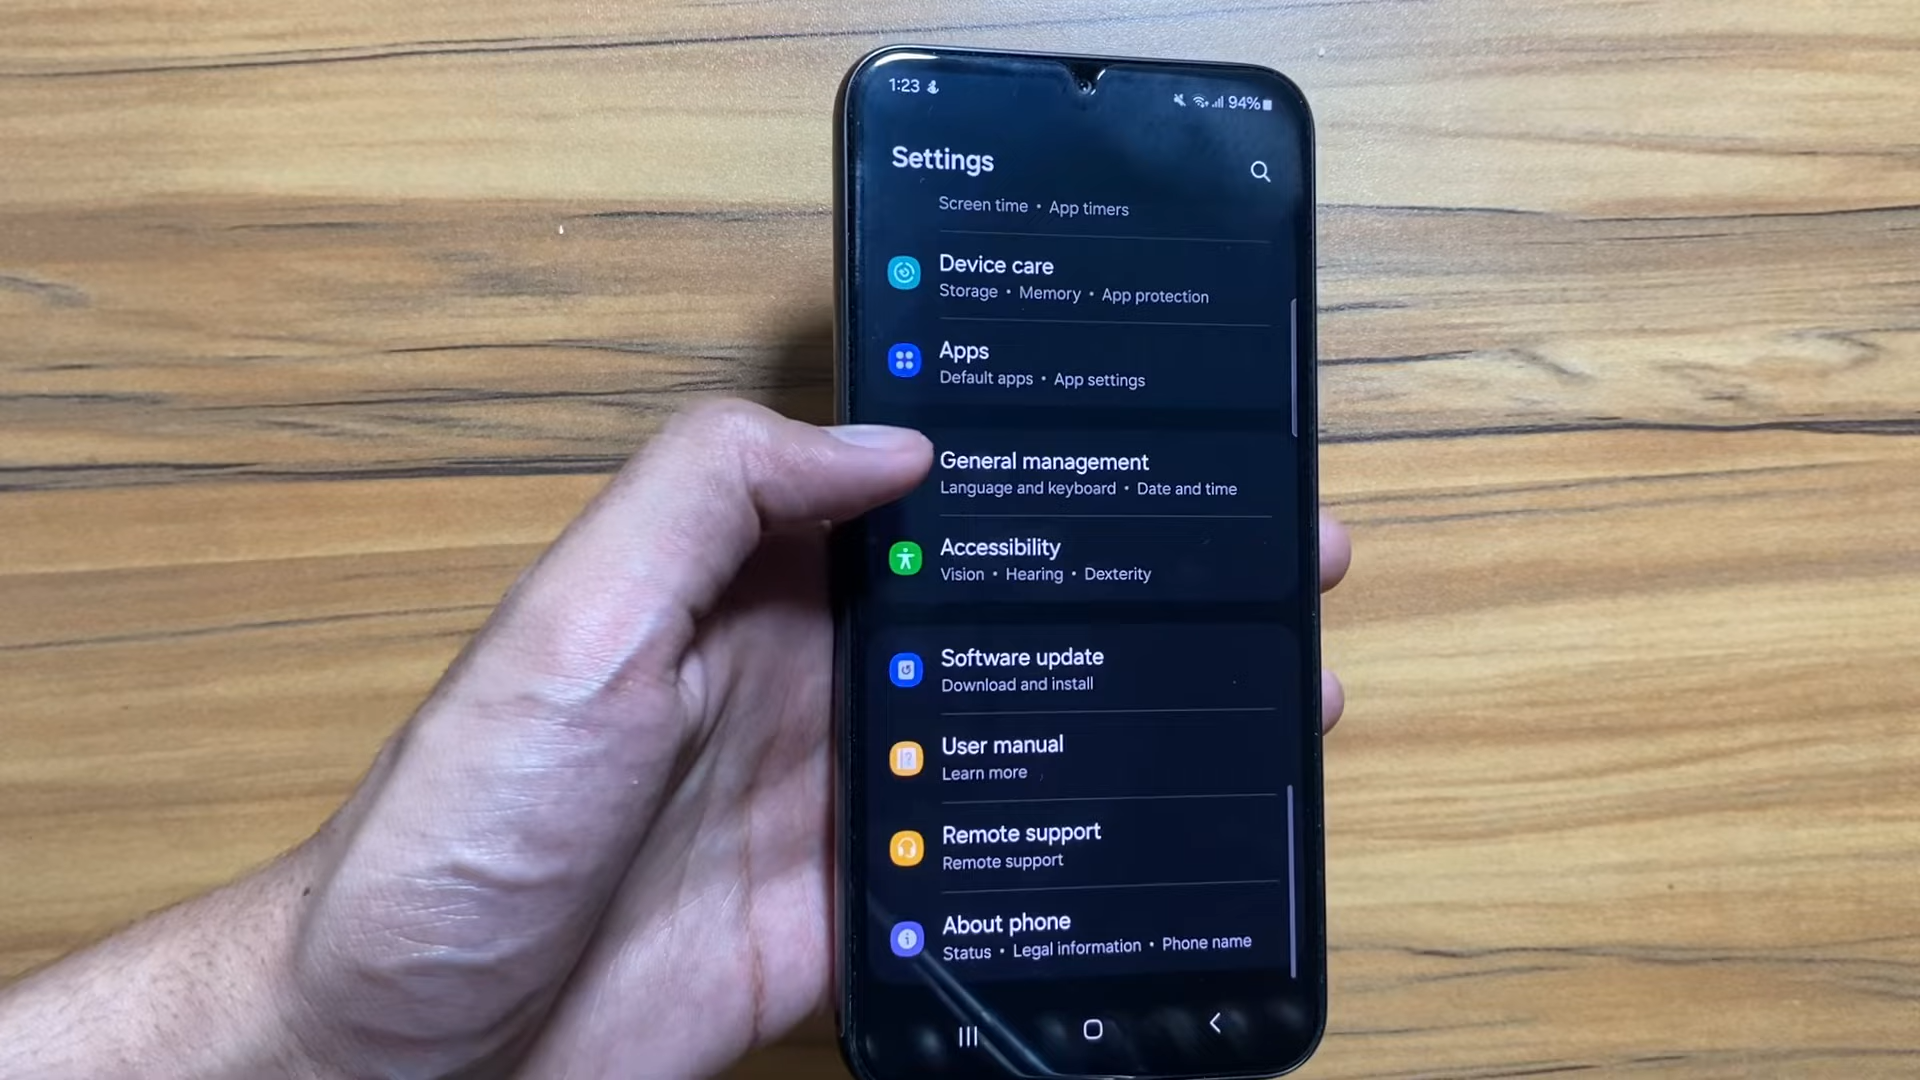 1:23
94%
Settings
Screen time • App timers
Device care
Storage • Memory • App protection
Apps
Default apps • App settings
General management
Language and keyboard • Date and time
Accessibility
Vision • Hearing • Dexterity
Software update
Download and install
User manual
Learn more
Remote support
Remote support
About phone
Status • Legal information • Phone name